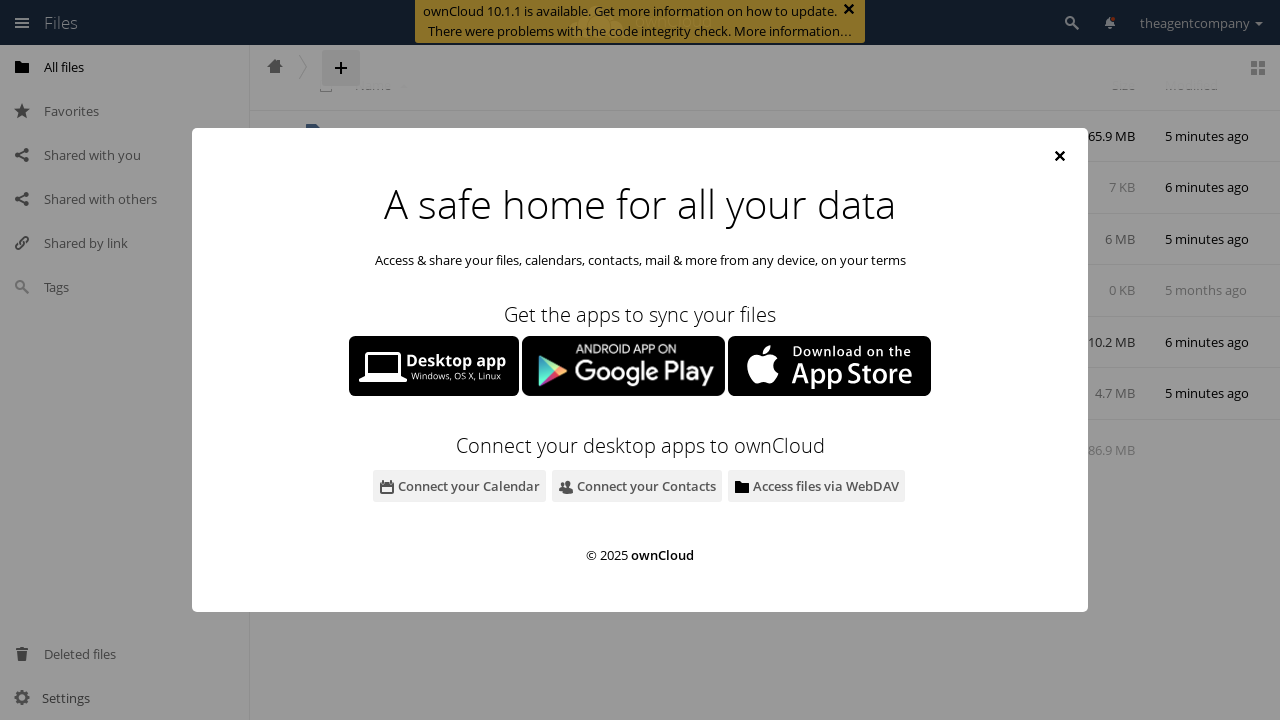 Files
ownCloud 10.1.1 is available. Get more information on how to update.
There were problems with the code integrity check. More information…
theagentcompany
All files
Favorites
Shared with you
Shared with others
Shared by link
Tags
Deleted files
Settings
65.9 MB 5 minutes ago
7 KB 6 minutes ago
6 MB 5 minutes ago
0 KB 5 months ago
10.2 MB 6 minutes ago
4.7 MB 5 minutes ago
86.9 MB
A safe home for all your data
Access & share your files, calendars, contacts, mail & more from any device, on your terms
Get the apps to sync your files
Desktop app
Windows, OS X, Linux
ANDROID APP ON
Google Play
Download on the
App Store
Connect your desktop apps to ownCloud
Connect your Calendar
Connect your Contacts
Access files via WebDAV
© 2025 ownCloud